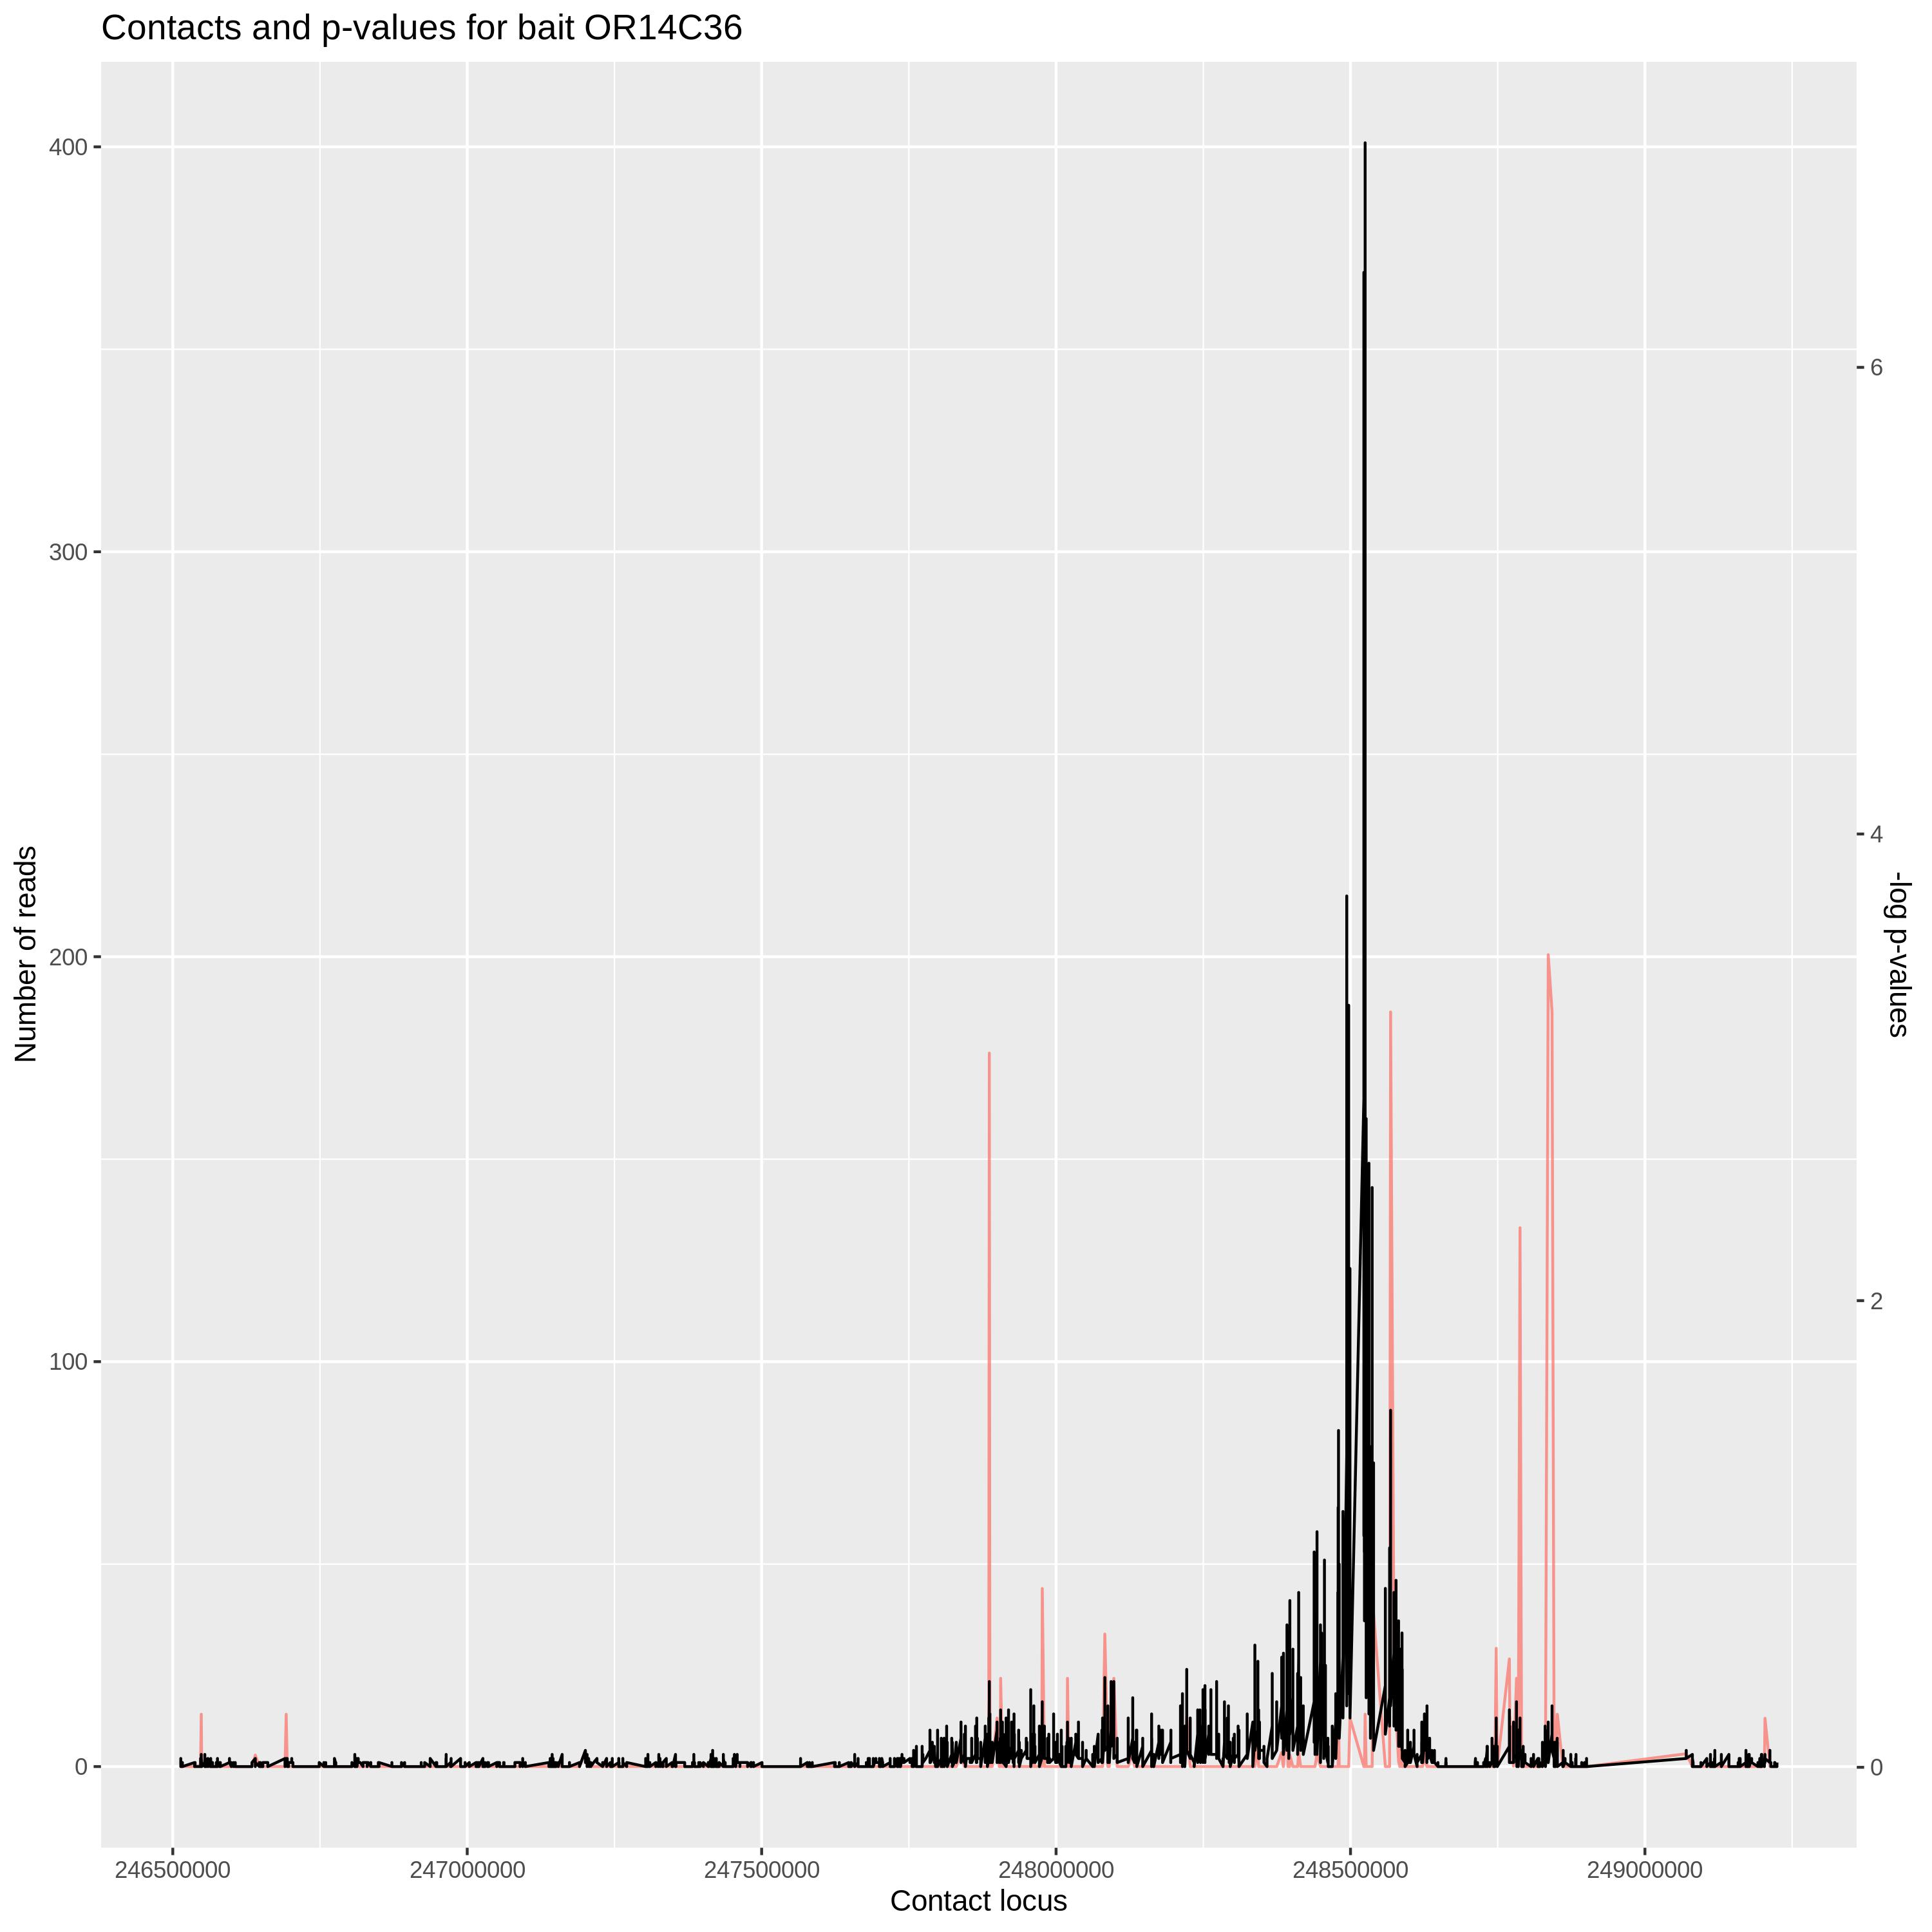 Contacts and p-values for bait OR14C36
400
300
200
100
0
Number of reads
6
4
2
0
-log p-values
246500000 247000000 247500000 248000000 248500000 249000000
Contact locus